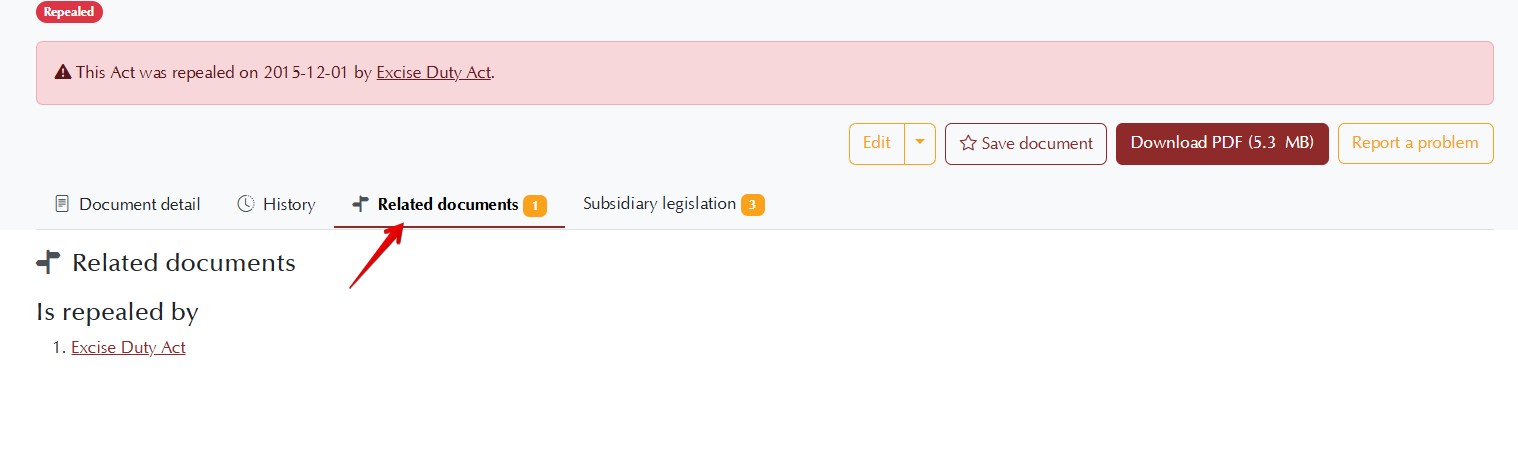 Repealed
This Act was repealed on 2015-12-01 by Excise Duty Act.
Edit Save document Download PDF (5.3 MB) Report a problem
Document detail History Related documents 1 Subsidiary legislation 3
Related documents
Is repealed by
1. Excise Duty Act